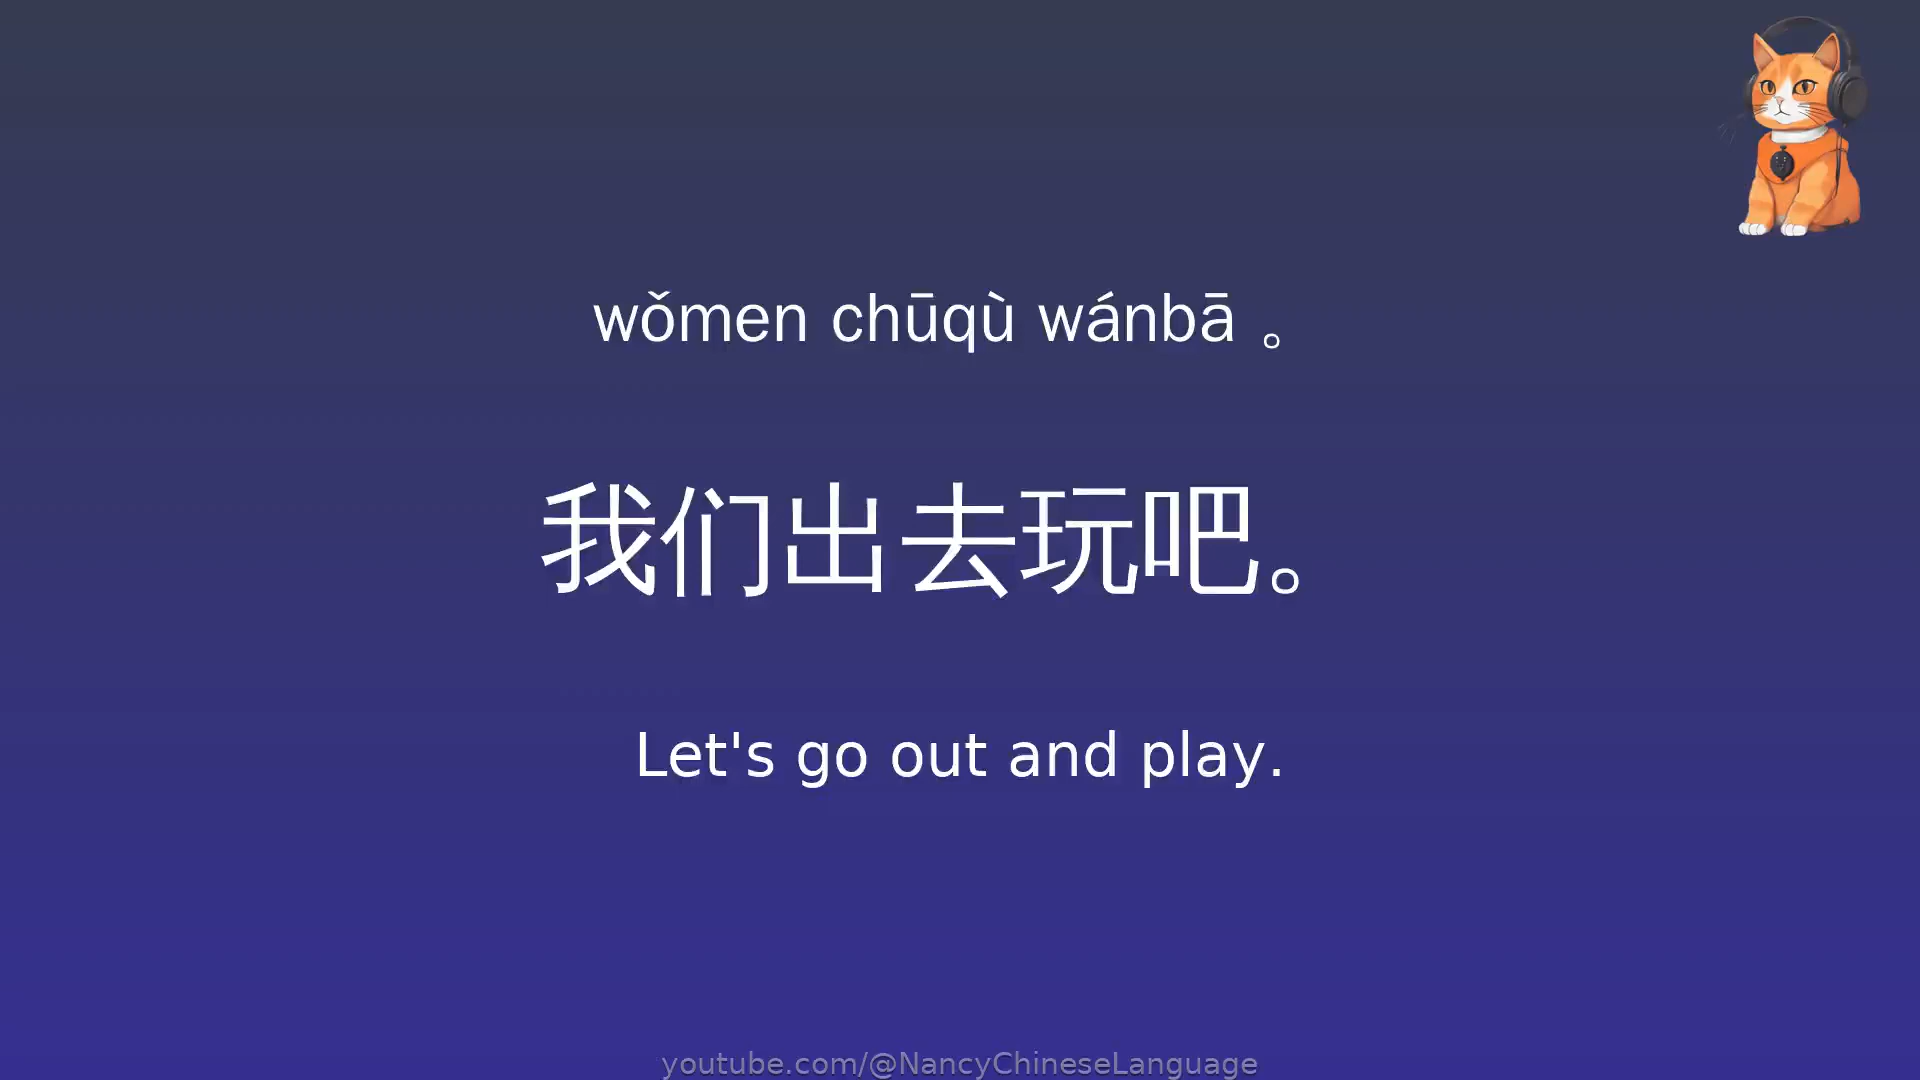 wǒmen chūqù wánbā 。
我们出去玩吧。
Let's go out and play.
youtube.com/@NancyChineseLanguage